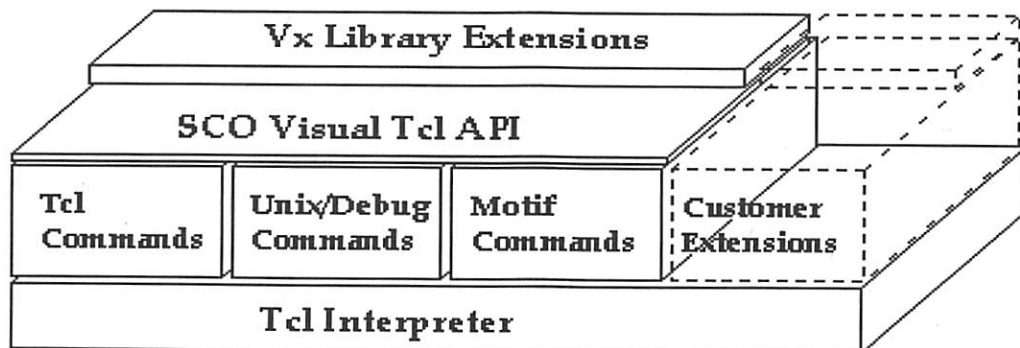 Vx Library Extensions
SCO Visual Tcl API
Tcl
Commands
Unix/Debug
Commands
Motif
Commands
Customer
Extensions
Tcl Interpreter